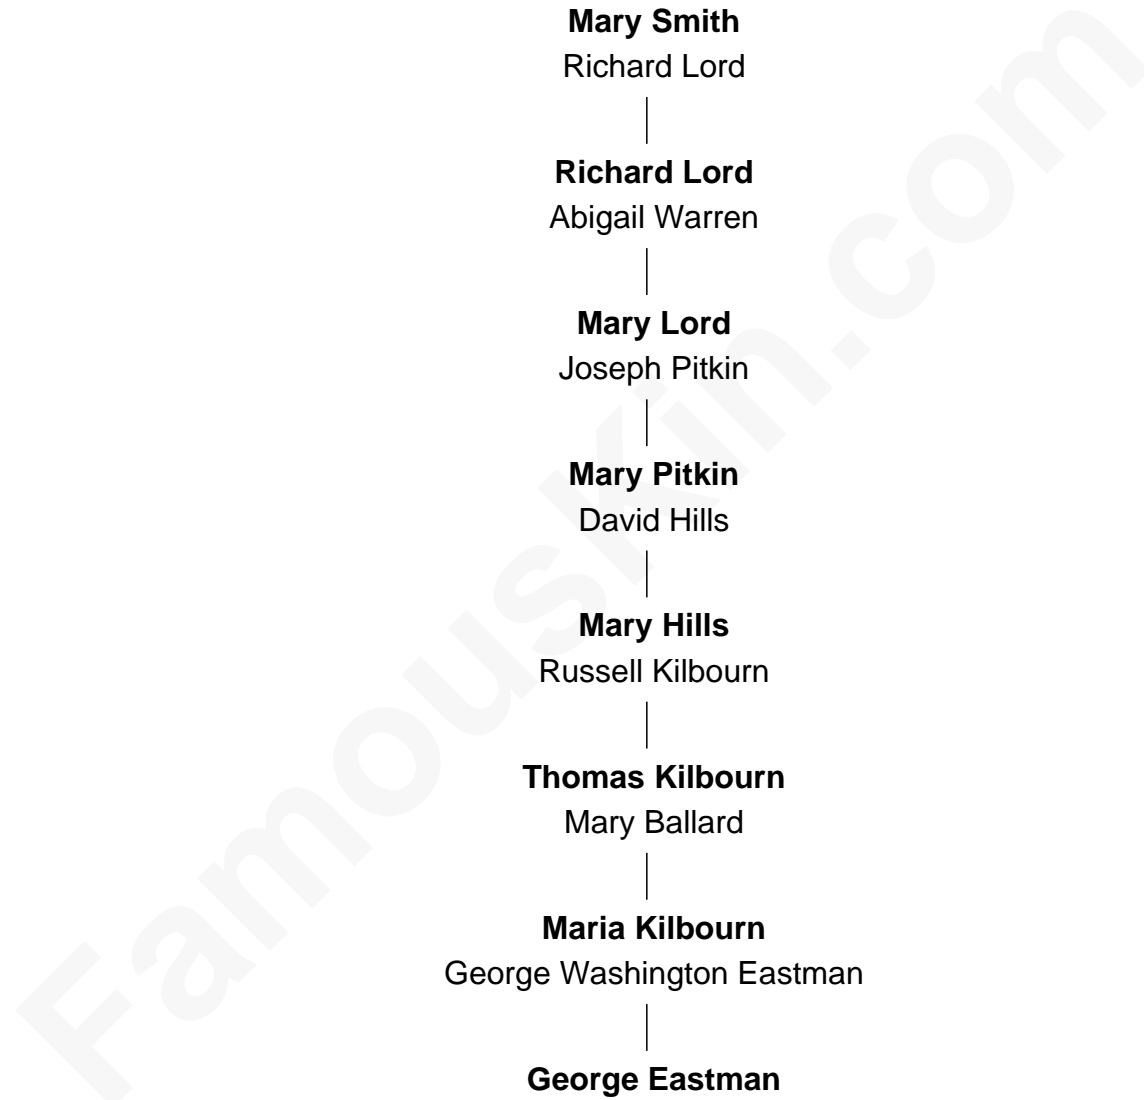 Mary Smith
Richard Lord
Richard Lord
Abigail Warren
Mary Lord
Joseph Pitkin
Mary Pitkin
David Hills
Mary Hills
Russell Kilbourn
Thomas Kilbourn
Mary Ballard
Maria Kilbourn
George Washington Eastman
George Eastman
FamousKin.com